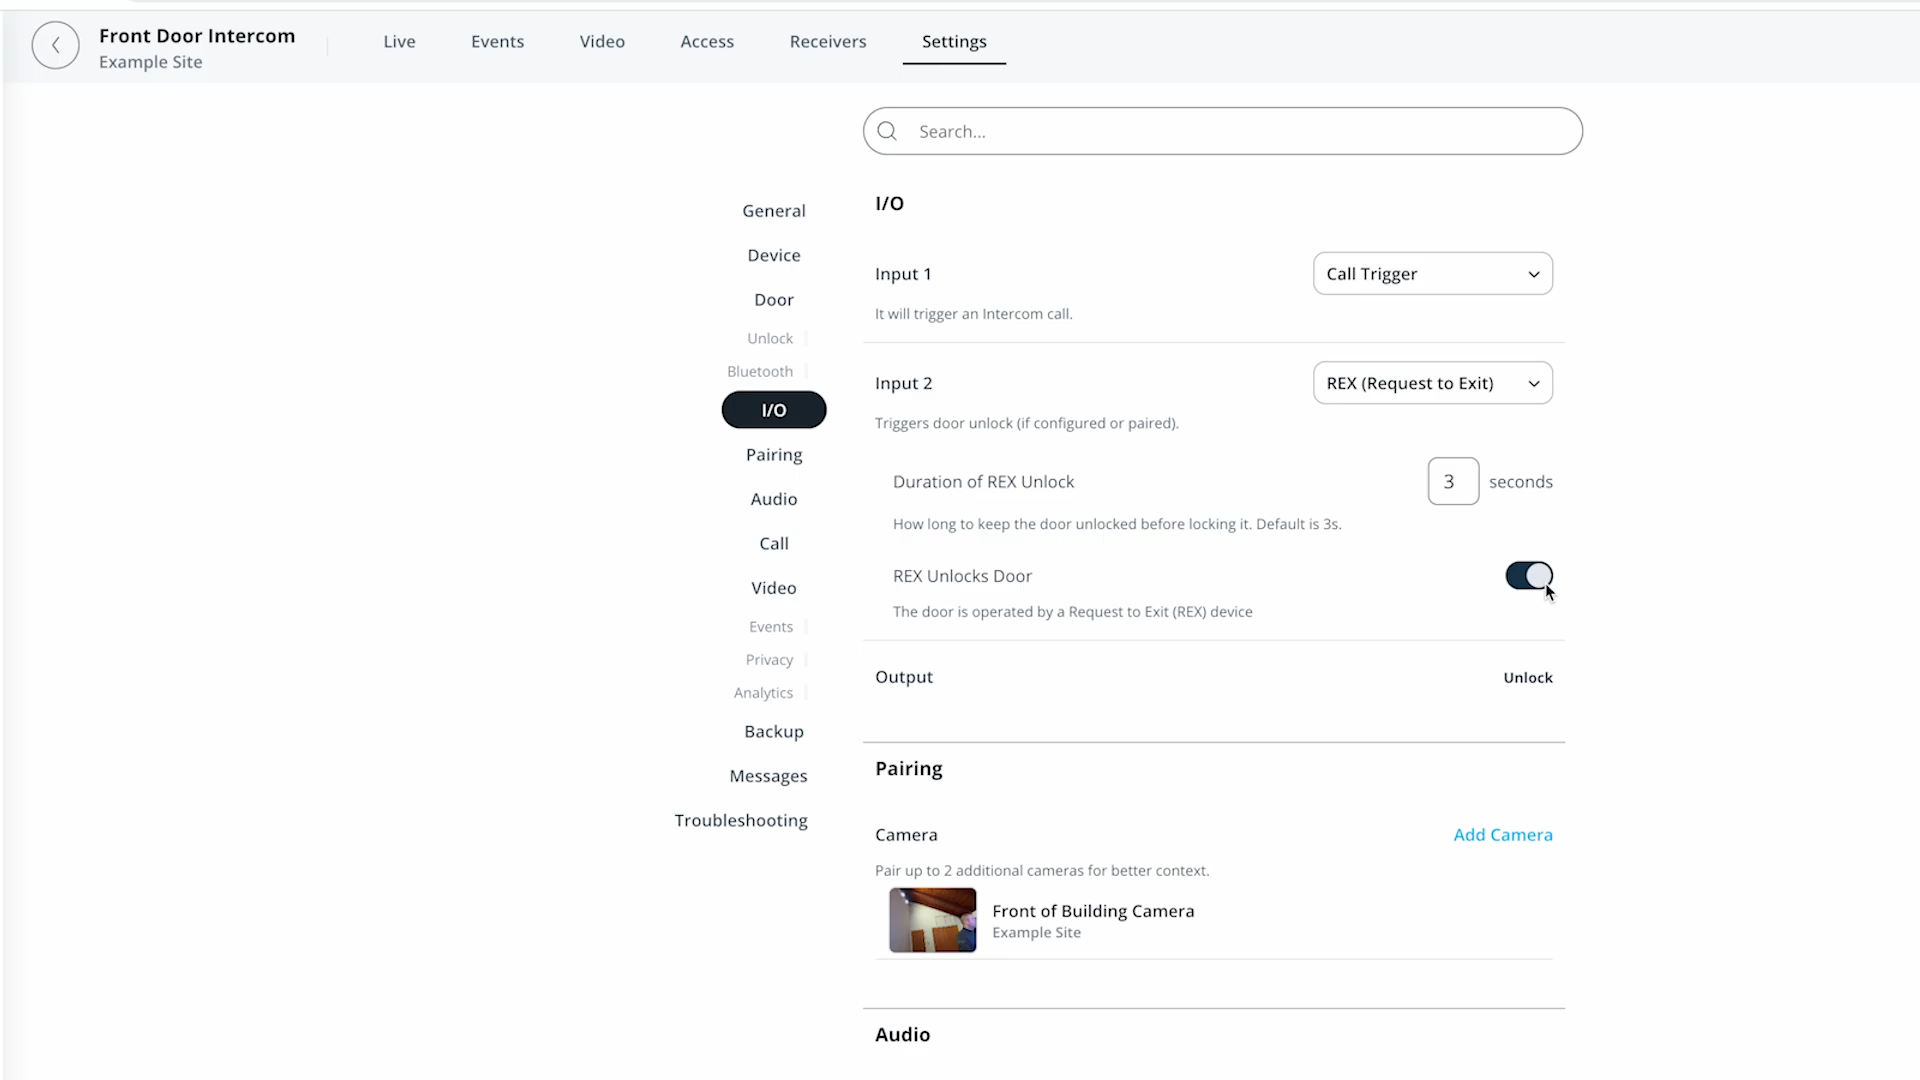 Front Door Intercom
Example Site
Live
Events
Video
Access
Receivers
Settings
Search...
General
Device
Door
Unlock
Bluetooth
I/O
Pairing
Audio
Call
Video
Events
Privacy
Analytics
Backup
Messages
Troubleshooting
I/O
Input 1
Call Trigger
It will trigger an Intercom call.
Input 2
REX (Request to Exit)
Triggers door unlock (if configured or paired).
Duration of REX Unlock
3 seconds
How long to keep the door unlocked before locking it. Default is 3s.
REX Unlocks Door
The door is operated by a Request to Exit (REX) device
Output
Unlock
Pairing
Camera
Add Camera
Pair up to 2 additional cameras for better context.
Front of Building Camera
Example Site
Audio